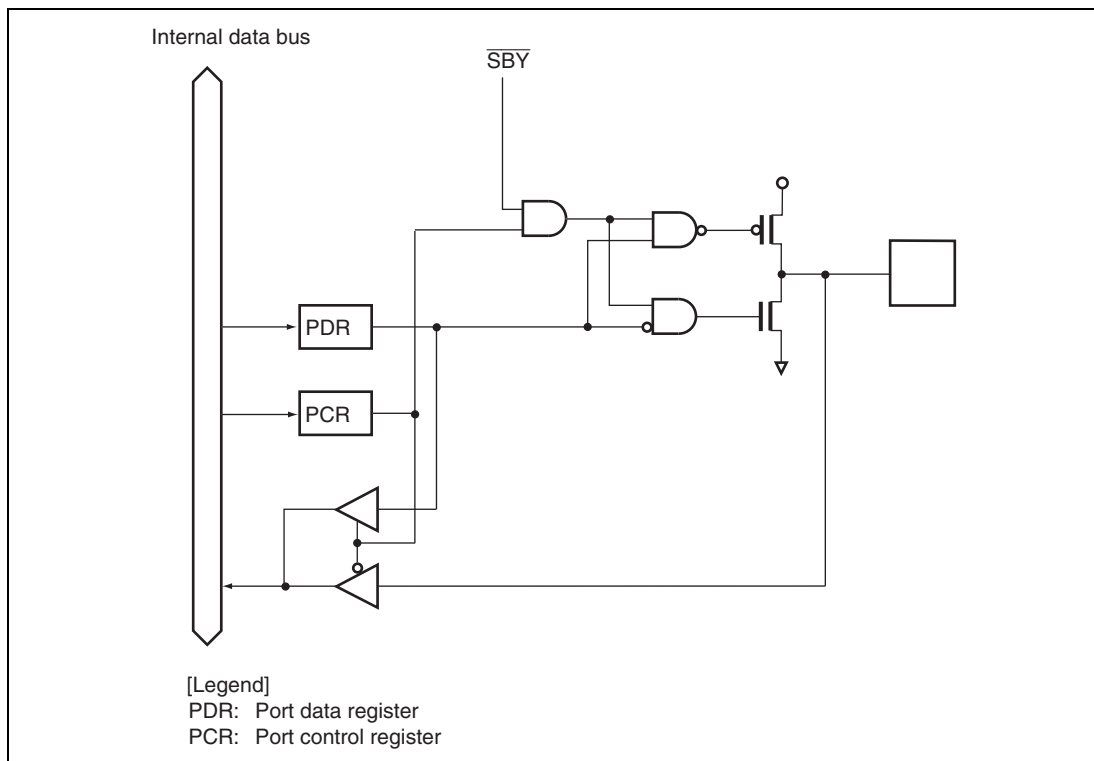 Internal data bus
SBY
PDR
PCR
[Legend]
PDR: Port data register
PCR: Port control register